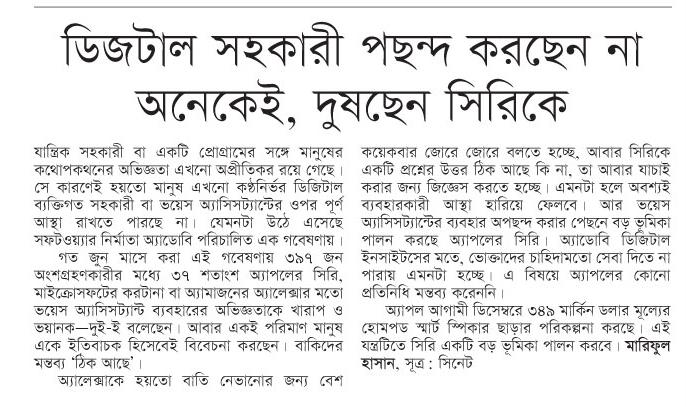 ডিজটাল সহকারী পছন্দ করছেন না
অনেকেই, দুষছেন সিরিকে
যান্ত্রিক সহকারী বা একটি প্রোগ্রামের সঙ্গে মানুষের
কথোপকথনের অভিজ্ঞতা এখনো অপ্রীতিকর রয়ে গেছে।
সে কারণেই হয়তো মানুষ এখনো কণ্ঠনির্ভর ডিজিটাল
ব্যক্তিগত সহকারী বা ভয়েস অ্যাসিসট্যান্টের ওপর পূর্ণ
আস্থা রাখতে পারছে না। যেমনটা উঠে এসেছে
সফটওয়্যার নির্মাতা অ্যাডোবি পরিচালিত এক গবেষণায়।
গত জুন মাসে করা এই গবেষণায় ৩৯৭ জন
অংশগ্রহণকারীর মধ্যে ৩৭ শতাংশ অ্যাপলের সিরি,
মাইক্রোসফটের করটানা বা অ্যামাজনের অ্যালেক্সার মতো
ভয়েস অ্যাসিসট্যান্ট ব্যবহারের অভিজ্ঞতাকে খারাপ ও
ভয়ানক—দুই-ই বলেছেন। আবার একই পরিমাণ মানুষ
একে ইতিবাচক হিসেবেই বিবেচনা করছেন। বাকিদের
মন্তব্য ‘ঠিক আছে’।
অ্যালেক্সাকে হয়তো বাতি নেভানোর জন্য বেশ
কয়েকবার জোরে জোরে বলতে হচ্ছে, আবার সিরিকে
একটি প্রশ্নের উত্তর ঠিক আছে কি না, তা আবার যাচাই
করার জন্য জিজ্ঞেস করতে হচ্ছে। এমনটা হলে অবশ্যই
ব্যবহারকারী আস্থা হারিয়ে ফেলবে। আর ভয়েস
অ্যাসিসট্যান্টের ব্যবহার অপছন্দ করার পেছনে বড় ভূমিকা
পালন করছে অ্যাপলের সিরি। অ্যাডোবি ডিজিটাল
ইনসাইটসের মতে, ভোক্তাদের চাহিদামতো সেবা দিতে না
পারায় এমনটা হচ্ছে। এ বিষয়ে অ্যাপলের কোনো
প্রতিনিধি মন্তব্য করেননি।
অ্যাপল আগামী ডিসেম্বরে ৩৪৯ মার্কিন ডলার মূল্যের
হোমপড স্মার্ট স্পিকার ছাড়ার পরিকল্পনা করছে। এই
যন্ত্রটিতে সিরি একটি বড় ভূমিকা পালন করবে। মারিফুল
হাসান, সূত্র : সিনেট